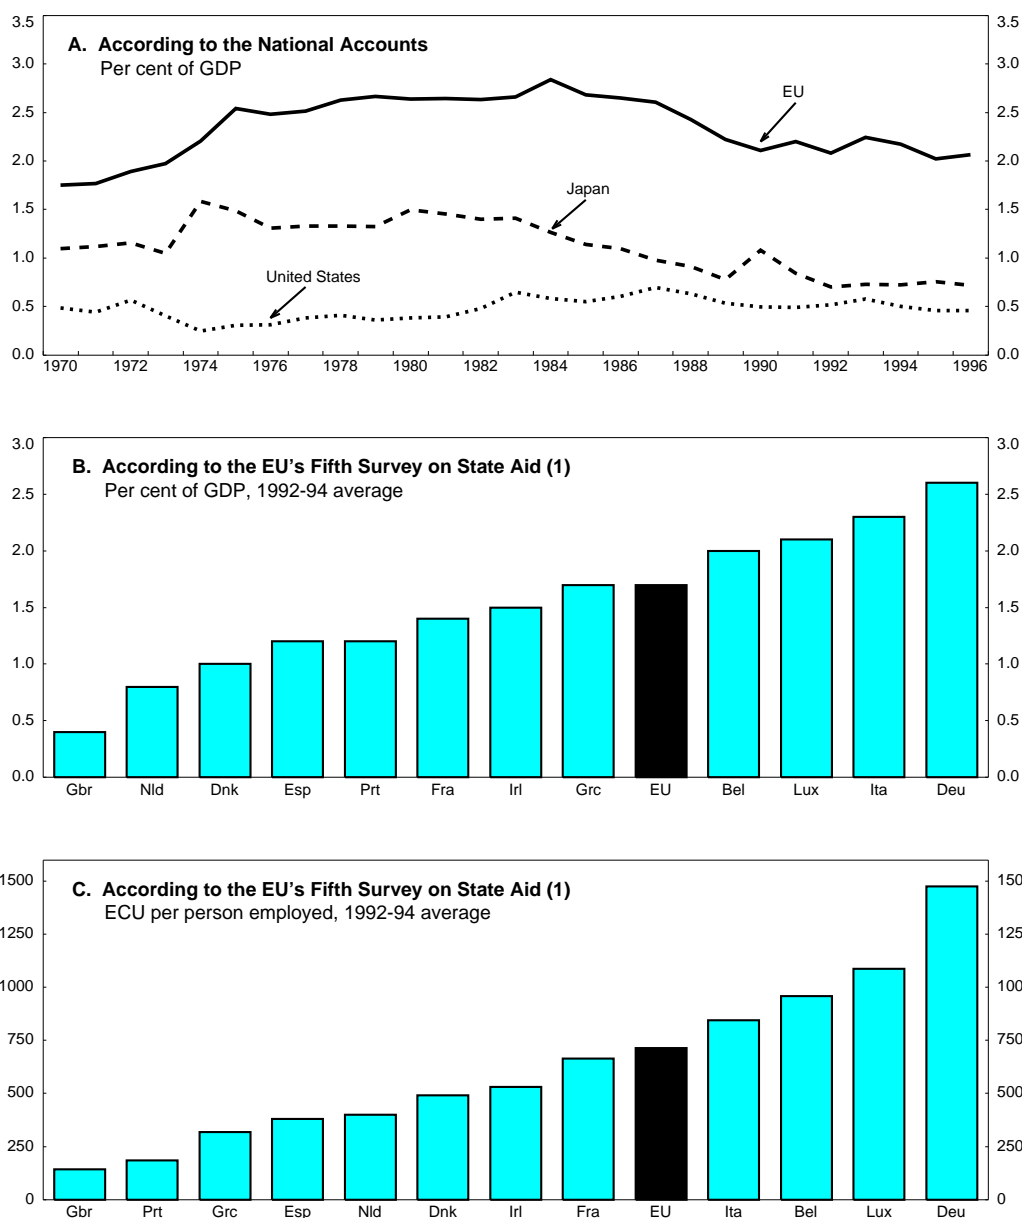 3.5 3.5
A. According to the National Accounts
3.0 3.0
Per cent of GDP
EU
2.5 2.5
2.0 2.0
Japan
1.5 1.5
1.0 1.0
United States
0.5 0.5
0.0 0.0
1970 1972 1974 1976 1978 1980 1982 1984 1986 1988 1990 1992 1994 1996
3.0 3.0
B. According to the EU's Fifth Survey on State Aid (1)
Per cent of GDP, 1992-94 average
2.5 2.5
2.0 2.0
1.5 1.5
1.0 1.0
0.5 0.5
0.0 0.0
Gbr Nld Dnk Esp Prt Fra Irl Grc EU Bel Lux Ita Deu
1500 150
C. According to the EU's Fifth Survey on State Aid (1)
ECU per person employed, 1992-94 average
1250 125
1000 100
750 750
500 500
250 250
0 0
Gbr Prt Grc Esp Nld Dnk Irl Fra EU Ita Bel Lux Deu